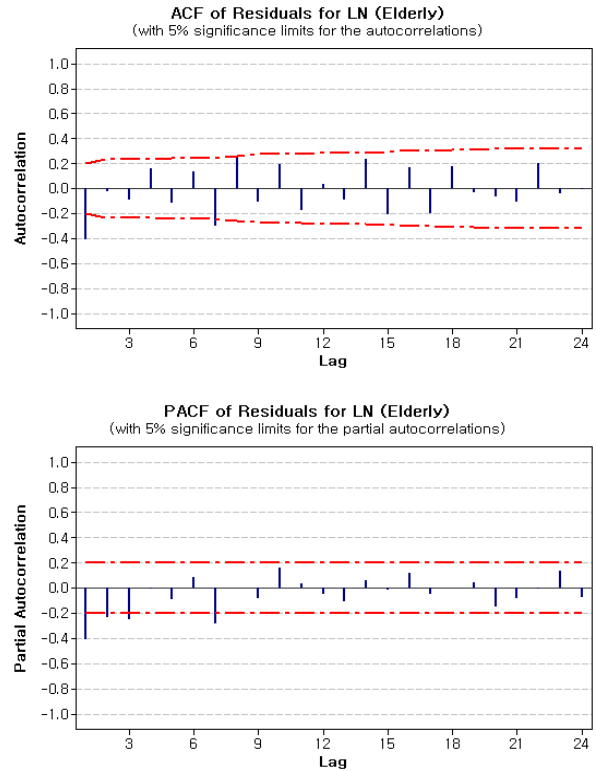 ACF of Residuals for LN (Elderly)
(with 5% significance limits for the autocorrelations)
Autocorrelation
1.0
0.8
0.6
0.4
0.2
0.0
-0.2
-0.4
-0.6
-0.8
-1.0
3 6 9 12 15 18 21 24
Lag
PACF of Residuals for LN (Elderly)
(with 5% significance limits for the partial autocorrelations)
Partial Autocorrelation
1.0
0.8
0.6
0.4
0.2
0.0
-0.2
-0.4
-0.6
-0.8
-1.0
3 6 9 12 15 18 21 24
Lag